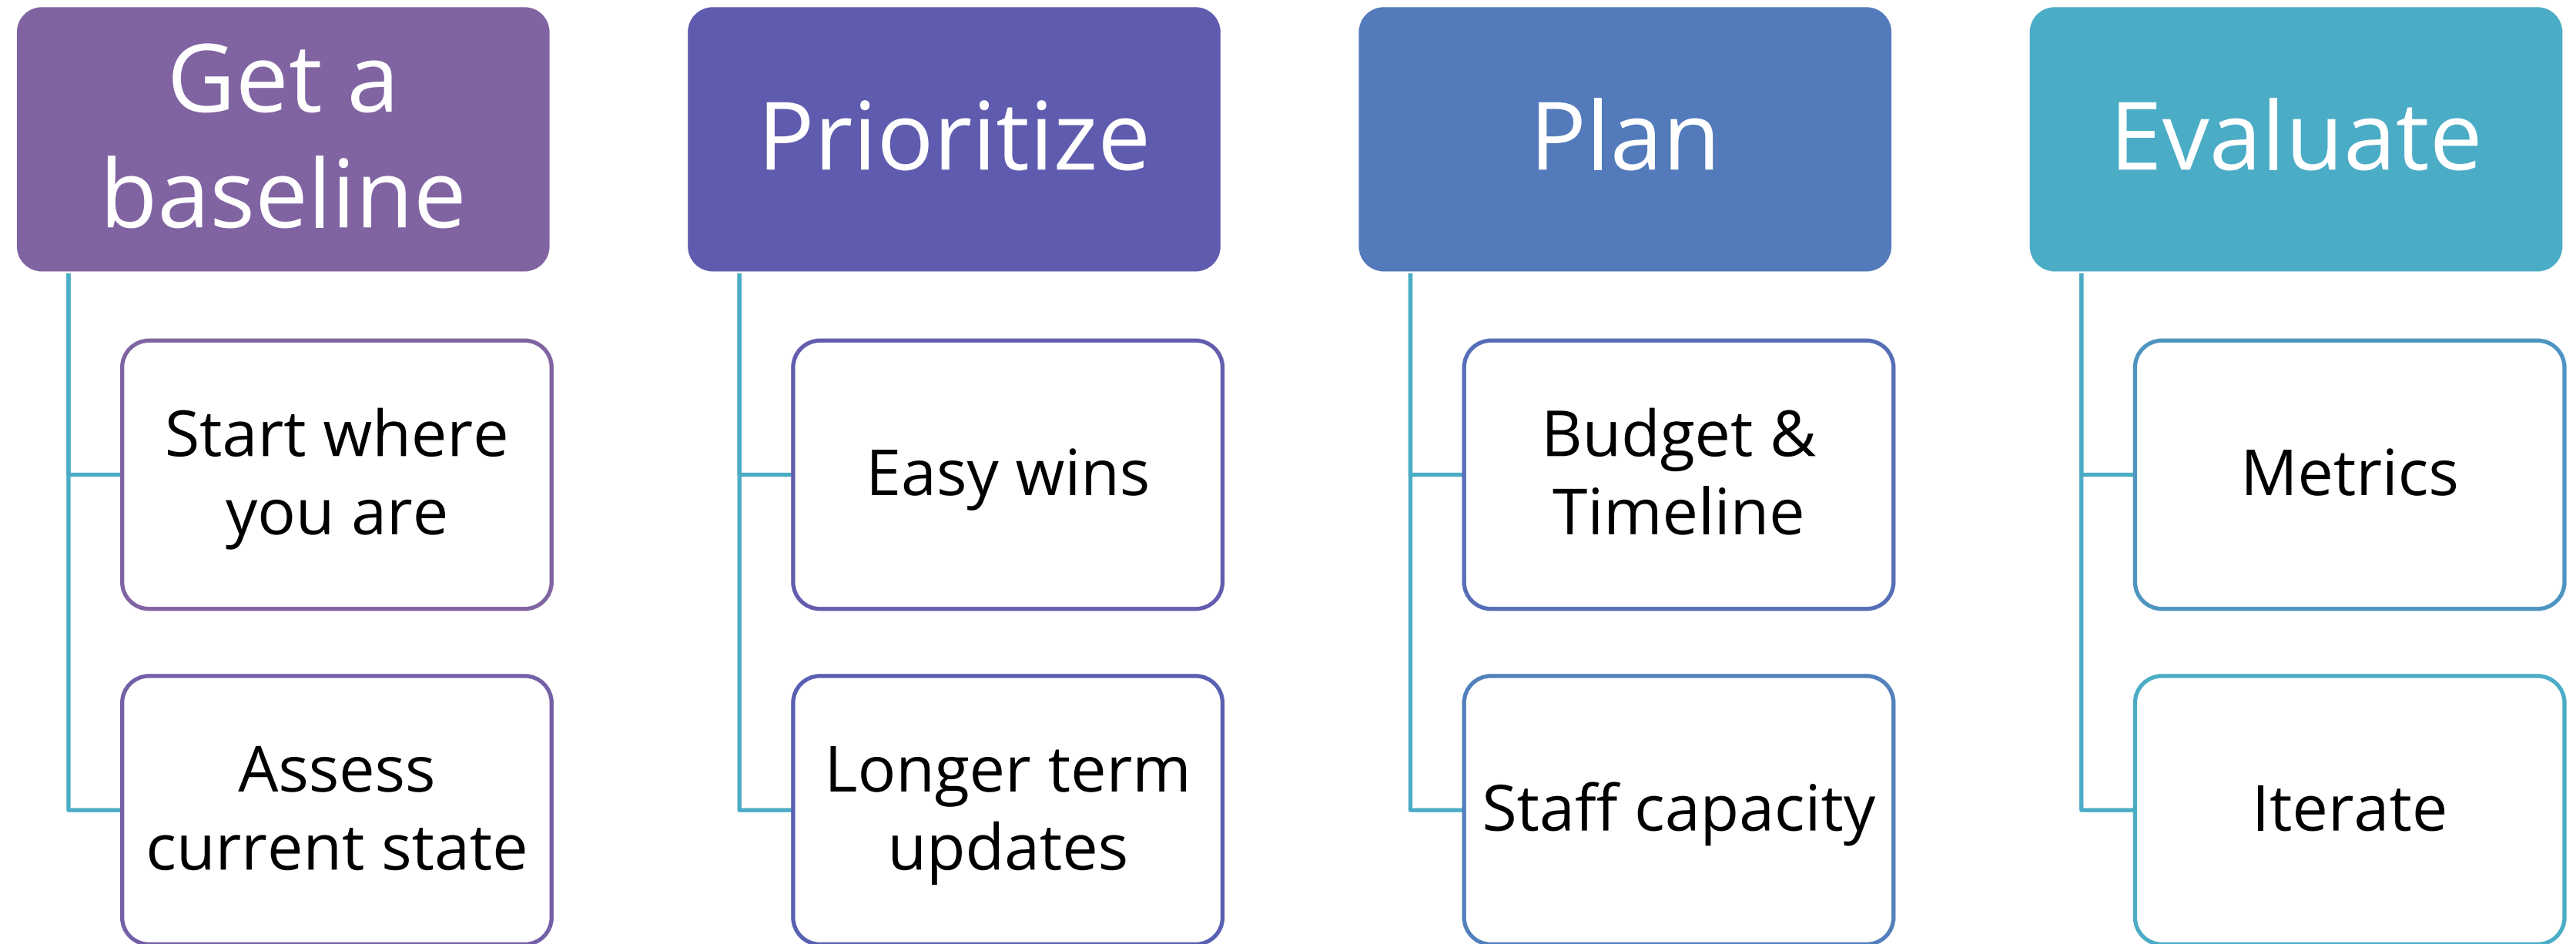 Get a
baseline
Start where
you are
Assess
current state
Prioritize
Easy wins
Longer term
updates
Plan
Budget &
Timeline
Staff capacity
Evaluate
Metrics
Iterate